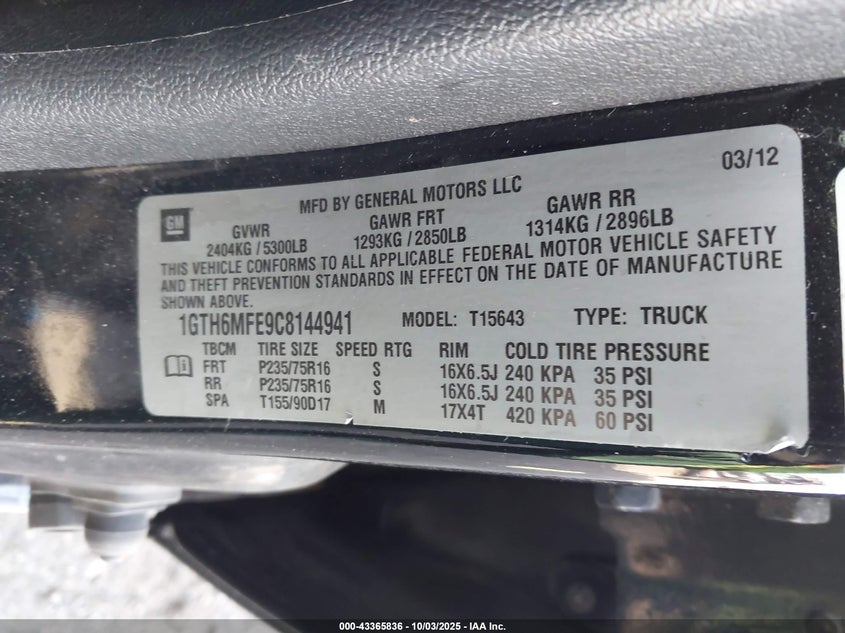 03/12
MFD BY GENERAL MOTORS LLC
GM
GVWR GAWR FRT GAWR RR
2404KG / 5300LB 1293KG / 2850LB 1314KG / 2896LB
THIS VEHICLE CONFORMS TO ALL APPLICABLE FEDERAL MOTOR VEHICLE SAFETY
AND THEFT PREVENTION STANDARDS IN EFFECT ON THE DATE OF MANUFACTURE
SHOWN ABOVE.
1GTH6MFE9C8144941 MODEL: T15643 TYPE: TRUCK
TBCM TIRE SIZE SPEED RTG RIM COLD TIRE PRESSURE
FRT P235/75R16 S 16X6.5J 240 KPA 35 PSI
RR P235/75R16 S 16X6.5J 240 KPA 35 PSI
SPA T155/90D17 M 17X4T 420 KPA 60 PSI
000-43365836 - 10/03/2025 - IAA Inc.